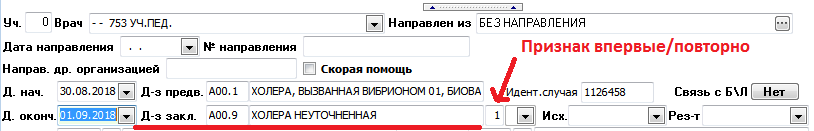 Уч. 0 Врач - - 753 УЧ.ПЕД. Направлен из БЕЗ НАПРАВЛЕНИЯ ...
Дата направления . . № направления Признак впервые/повторно
Направ. др. организацией Скорая помощь
Д. нач. 30.08.2018 Д-з предв. A00.1 ХОЛЕРА, ВЫЗВАННАЯ ВИБРИОНОМ 01, БИОВА Идент.случая 1126458 Связь с Б\Л Нет
Д. оконч. 01.09.2018 Д-з закл. A00.9 ХОЛЕРА НЕУТОЧНЕННАЯ 1 Исх. Рез-т